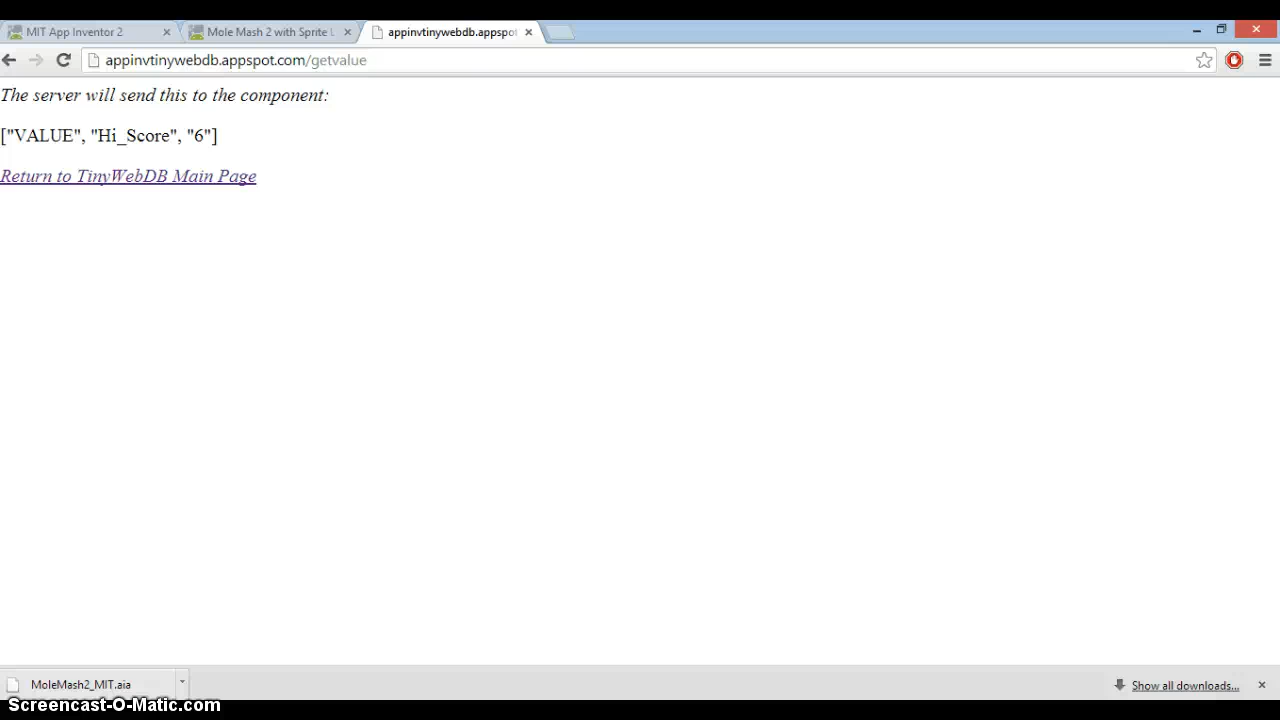 MIT App Inventor 2
Mole Mash 2 with Sprite L
appinvtinywebdb.appspo
appinvtinywebdb.appspot.com/getvalue
The server will send this to the component:
["VALUE", "Hi_Score", "6"]
Return to TinyWebDB Main Page
MoleMash2_MIT.aia
Show all downloads...
Screencast-O-Matic.com